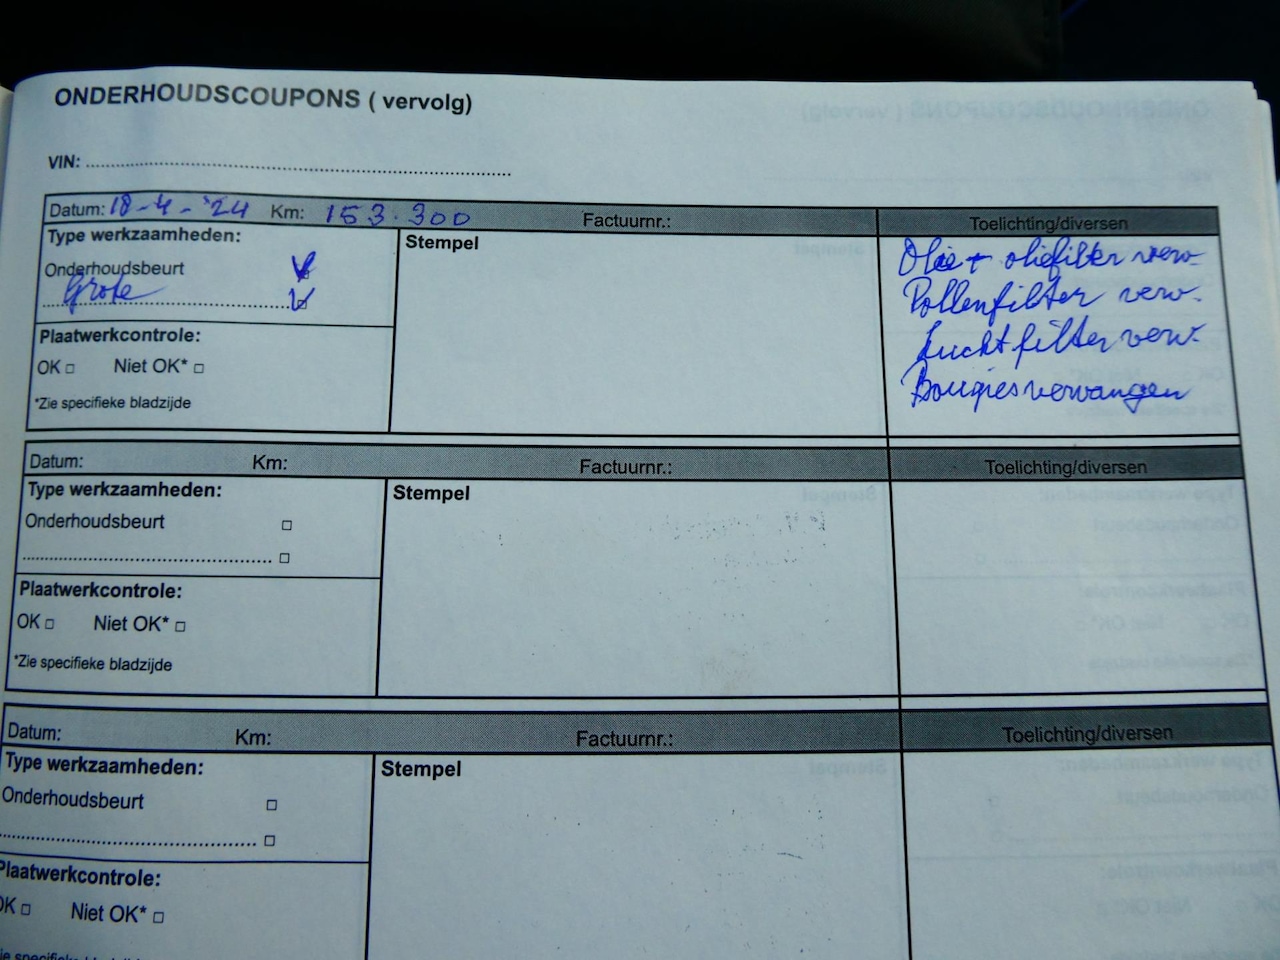 ONDERHOUDSCOUPONS ( vervolg)
VIN:
Datum: 18-4-'24 Km: 153.300 Factuurnr.: Toelichting/diversen
Type werkzaamheden:
Stempel
Olie + oliefilter verv.
Onderhoudsbeurt
Grote
Pollenfilter verv.
Plaatwerkcontrole:
Luchtfilter verv.
OK Niet OK*
Bougies vervangen
*Zie specifieke bladzijde
Datum: Km: Factuurnr.: Toelichting/diversen
Type werkzaamheden:
Stempel
Onderhoudsbeurt
Plaatwerkcontrole:
OK Niet OK*
*Zie specifieke bladzijde
Datum: Km: Factuurnr.: Toelichting/diversen
Type werkzaamheden:
Stempel
Onderhoudsbeurt
Plaatwerkcontrole:
OK Niet OK*